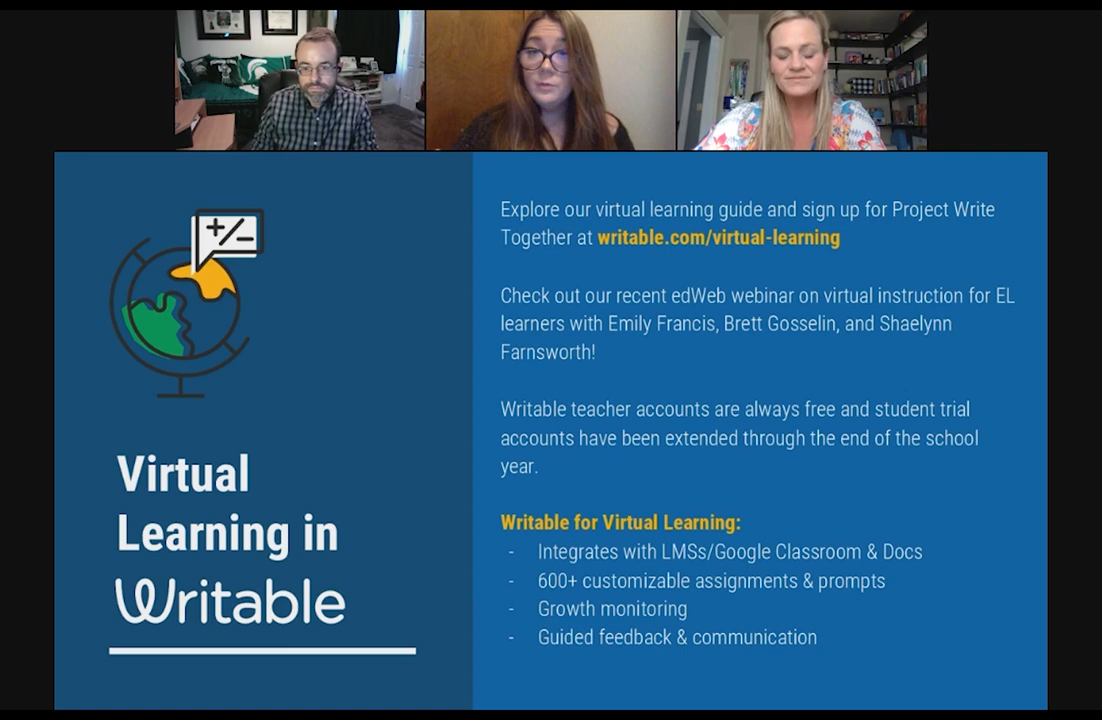 +/-
Virtual
Learning in
Writable
Explore our virtual learning guide and sign up for Project Write
Together at writable.com/virtual-learning
Check out our recent edWeb webinar on virtual instruction for EL
learners with Emily Francis, Brett Gosselin, and Shaelynn
Farnsworth!
Writable teacher accounts are always free and student trial
accounts have been extended through the end of the school
year.
Writable for Virtual Learning:
- Integrates with LMSs/Google Classroom & Docs
- 600+ customizable assignments & prompts
- Growth monitoring
- Guided feedback & communication